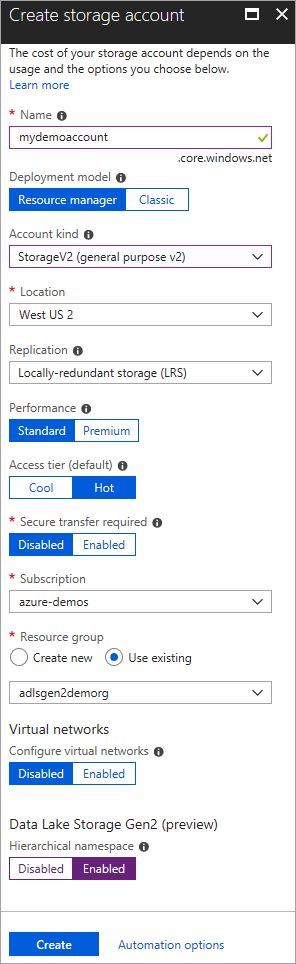 Create storage account
The cost of your storage account depends on the
usage and the options you choose below.
Learn more
* Name
mydemoaccount
.core.windows.net
Deployment model
Resource manager Classic
Account kind
StorageV2 (general purpose v2)
* Location
West US 2
Replication
Locally-redundant storage (LRS)
Performance
Standard Premium
Access tier (default)
Cool Hot
* Secure transfer required
Disabled Enabled
* Subscription
azure-demos
* Resource group
Create new Use existing
adlsgen2demorg
Virtual networks
Configure virtual networks
Disabled Enabled
Data Lake Storage Gen2 (preview)
Hierarchical namespace
Disabled Enabled
Create Automation options